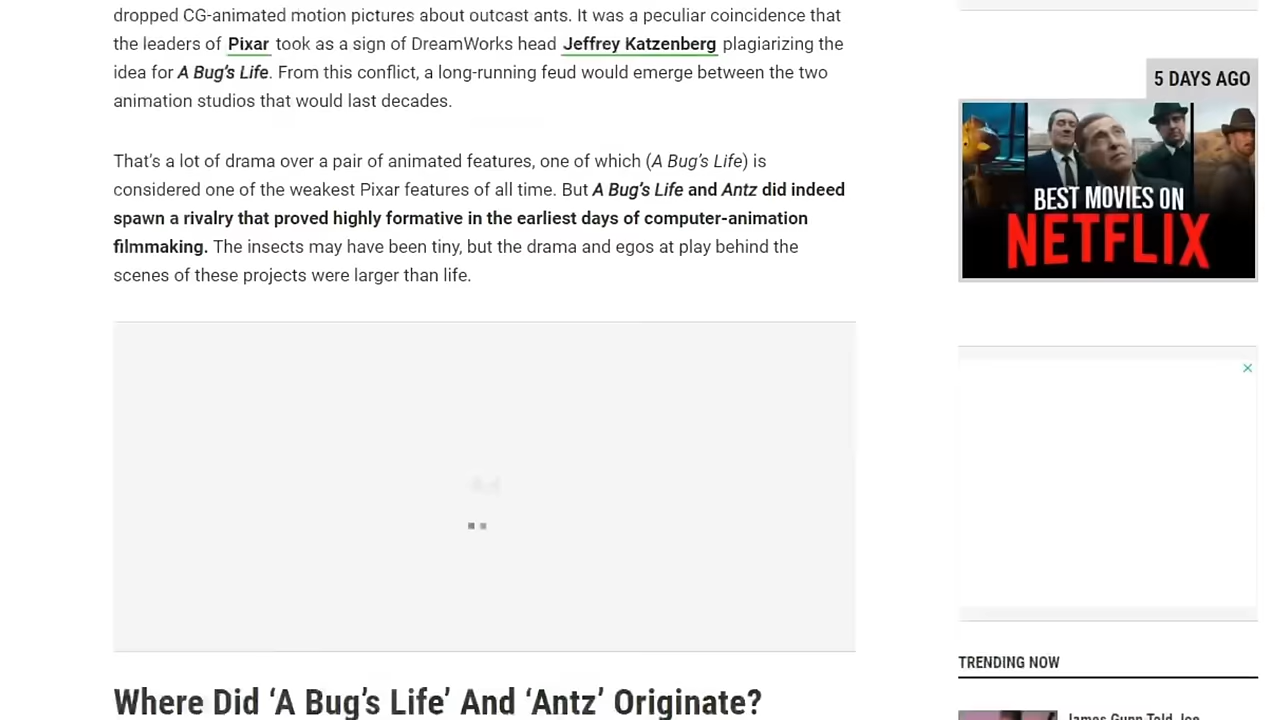 dropped CG-animated motion pictures about outcast ants. It was a peculiar coincidence that
the leaders of Pixar took as a sign of DreamWorks head Jeffrey Katzenberg plagiarizing the
idea for A Bug’s Life. From this conflict, a long-running feud would emerge between the two
animation studios that would last decades.
That's a lot of drama over a pair of animated features, one of which (A Bug’s Life) is
considered one of the weakest Pixar features of all time. But A Bug’s Life and Antz did indeed
spawn a rivalry that proved highly formative in the earliest days of computer-animation
filmmaking. The insects may have been tiny, but the drama and egos at play behind the
scenes of these projects were larger than life.
Where Did ‘A Bug’s Life’ And ‘Antz’ Originate?
5 DAYS AGO
BEST MOVIES ON
NETFLIX
TRENDING NOW
James Gunn Told Joe